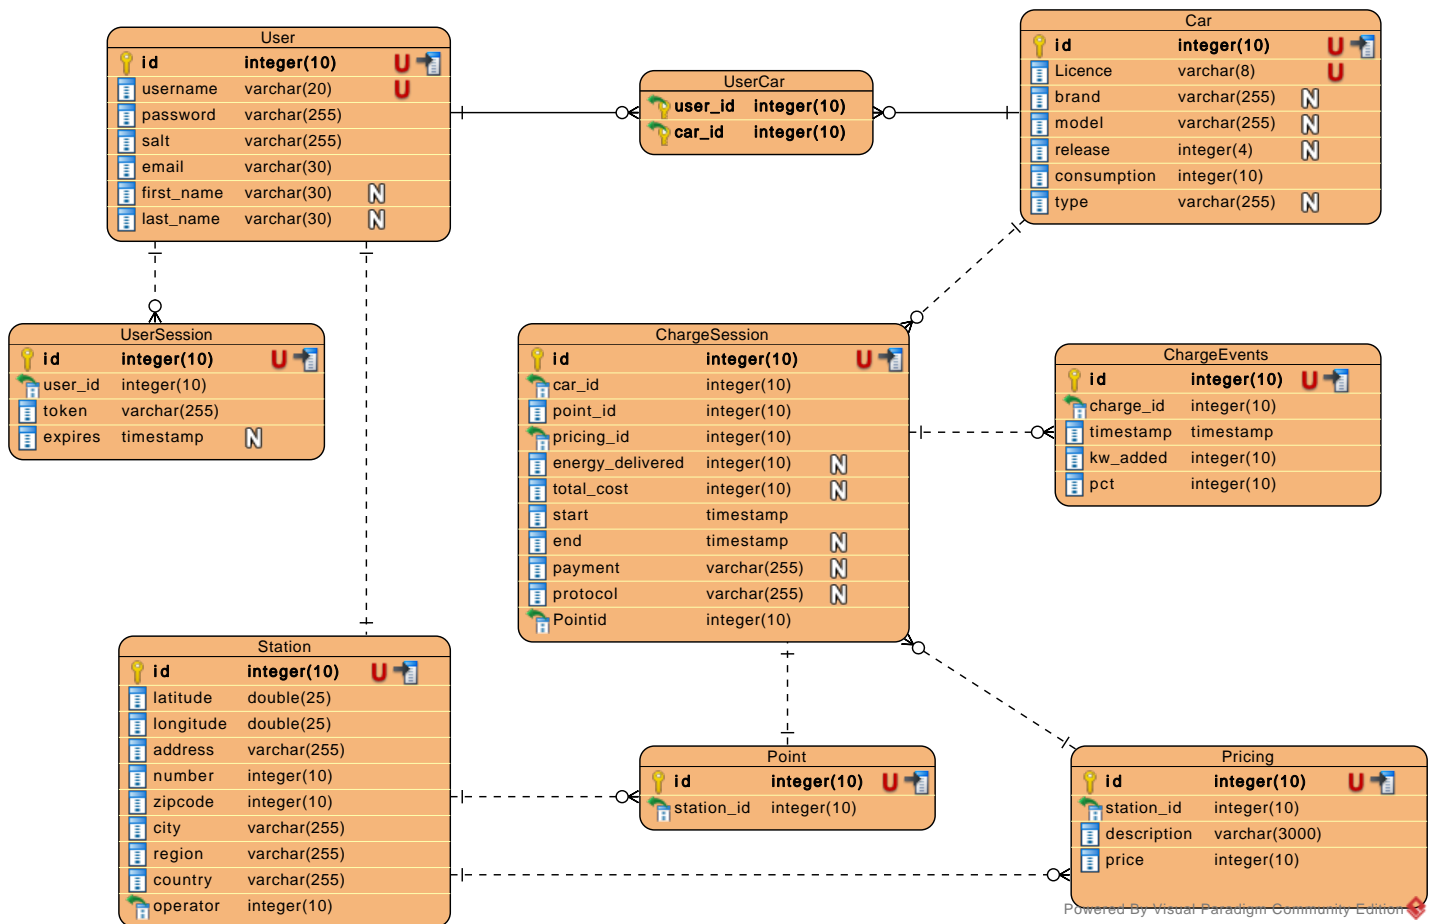 User
id integer(10) U
username varchar(20) U
password varchar(255)
salt varchar(255)
email varchar(30)
first_name varchar(30) N
last_name varchar(30) N
UserCar
user_id integer(10)
car_id integer(10)
Car
id integer(10) U
Licence varchar(8) U
brand varchar(255) N
model varchar(255) N
release integer(4) N
consumption integer(10)
type varchar(255) N
UserSession
id integer(10) U
user_id integer(10)
token varchar(255)
expires timestamp N
ChargeSession
id integer(10) U
car_id integer(10)
point_id integer(10)
pricing_id integer(10)
energy_delivered integer(10) N
total_cost integer(10) N
start timestamp
end timestamp N
payment varchar(255) N
protocol varchar(255) N
Pointid integer(10)
ChargeEvents
id integer(10) U
charge_id integer(10)
timestamp timestamp
kw_added integer(10)
pct integer(10)
Station
id integer(10) U
latitude double(25)
longitude double(25)
address varchar(255)
number integer(10)
zipcode integer(10)
city varchar(255)
region varchar(255)
country varchar(255)
operator integer(10)
Point
id integer(10) U
station_id integer(10)
Pricing
id integer(10) U
station_id integer(10)
description varchar(3000)
price integer(10)
Powered By Visual Paradigm Community Edition